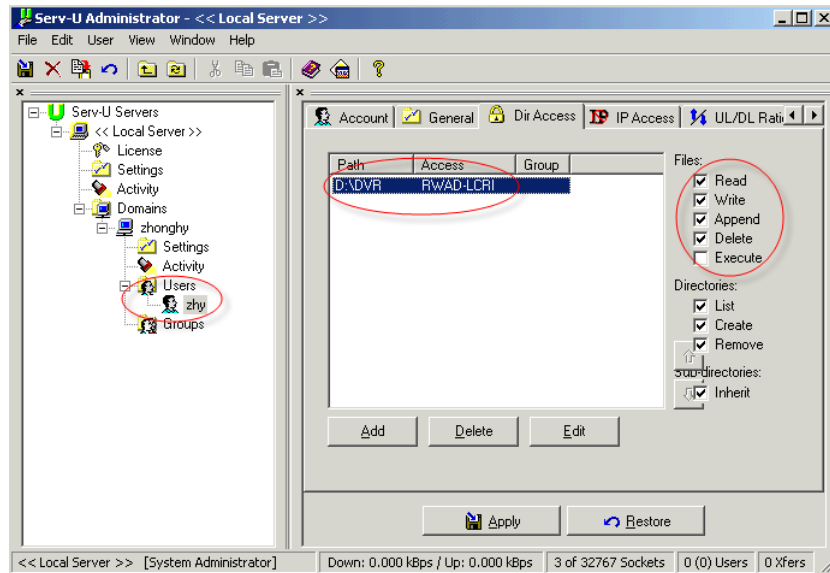 Serv-U Administrator - << Local Server >>
File Edit User View Window Help
Serv-U Servers
<< Local Server >>
License
Settings
Activity
Domains
zhonghy
Settings
Activity
Users
zhy
Groups
Account General Dir Access IP Access UL/DL
Path Access Group
D:\DVR RWAD-LCRI
Files:
Read
Write
Append
Delete
Execute
Directories:
List
Create
Remove
Sub-directories:
Inherit
Add Delete Edit
Apply Restore
<< Local Server >> [System Administrator] Down: 0.000 kBps / Up: 0.000 kBps 3 of 32767 Sockets 0 (0) Users 0 Xfers